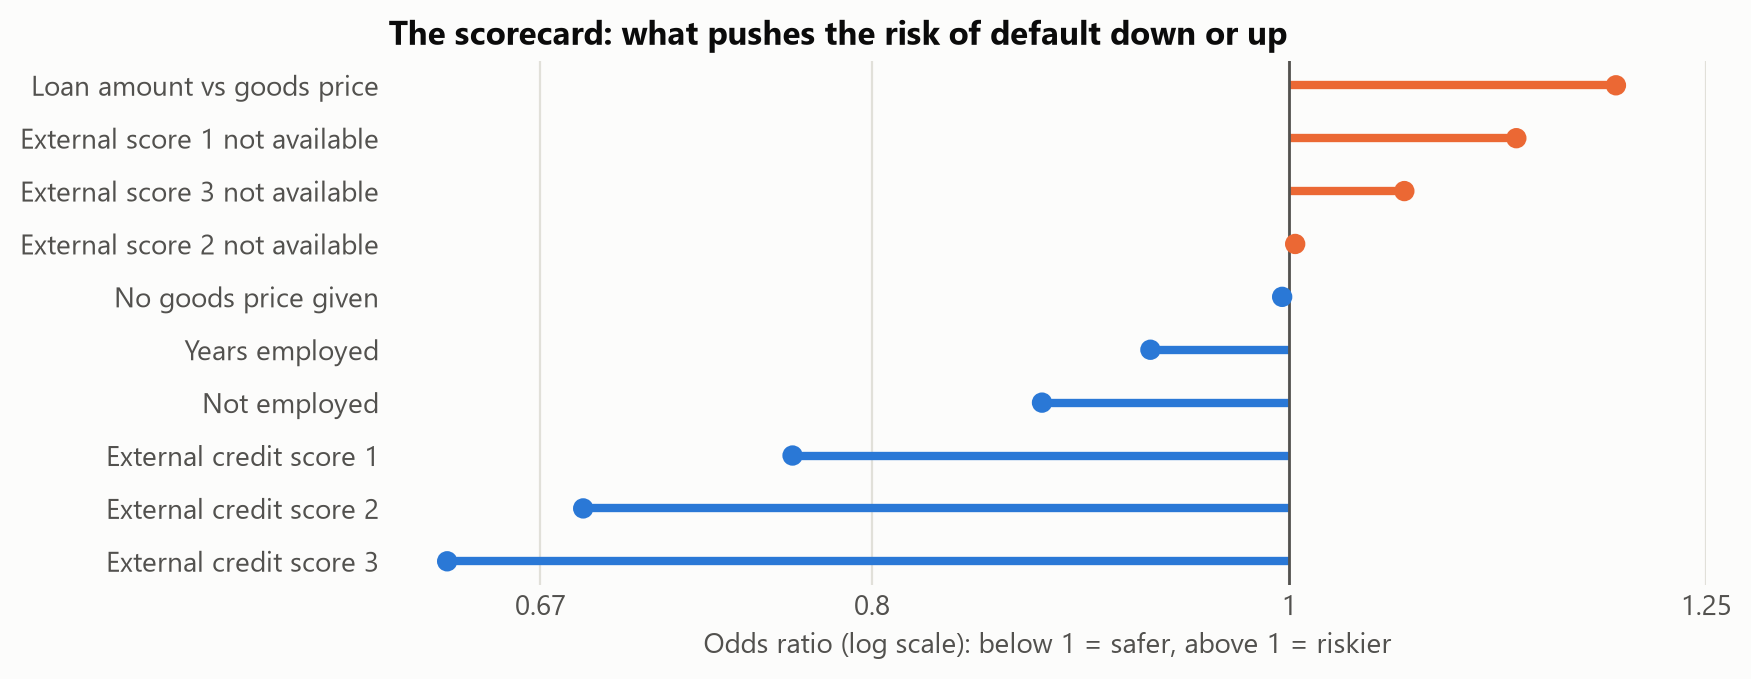 The scorecard: what pushes the risk of default down or up
Loan amount vs goods price
External score 1 not available
External score 3 not available
External score 2 not available
No goods price given
Years employed
Not employed
External credit score 1
External credit score 2
External credit score 3
0.67
0.8
1
1.25
Odds ratio (log scale): below 1 = safer, above 1 = riskier